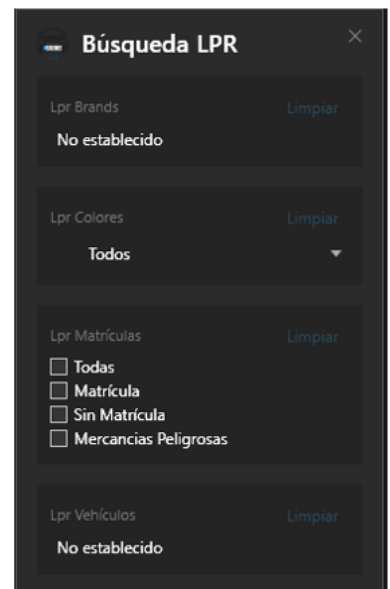 Búsqueda LPR
Lpr Brands Limpiar
No establecido
Lpr Colores Limpiar
Todos
Lpr Matrículas Limpiar
Todas
Matrícula
Sin Matrícula
Mercancias Peligrosas
Lpr Vehículos Limpiar
No establecido